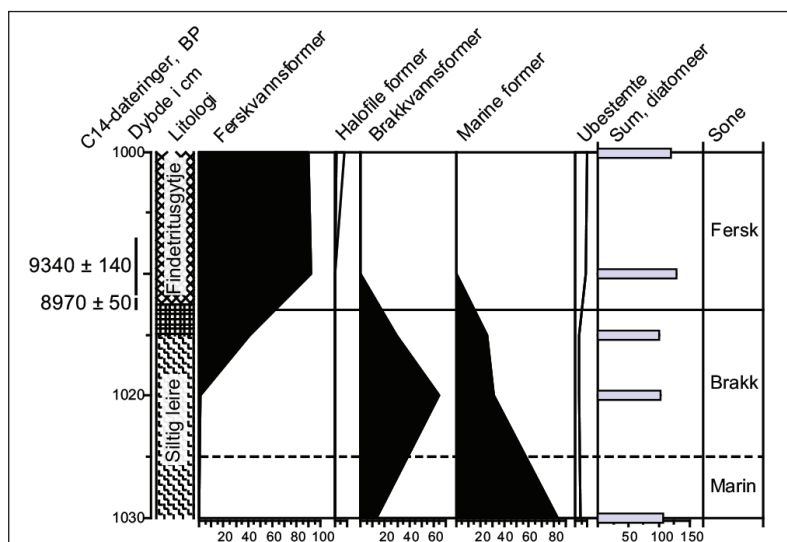 C14-dateringer, BP
Dybde i cm
Litologi
Ferskvannsformer
Halofile former
Brakkvannsformer
Marine former
Ubestemte
Sum, diatomeer
Sone
1000
Findetritusgytje
Fersk
9340 ± 140
8970 ± 50
1020
Siltig leire
Brakk
Marin
1030
20 40 60 80 100 20 40 60 20 40 60 80 50 100 150